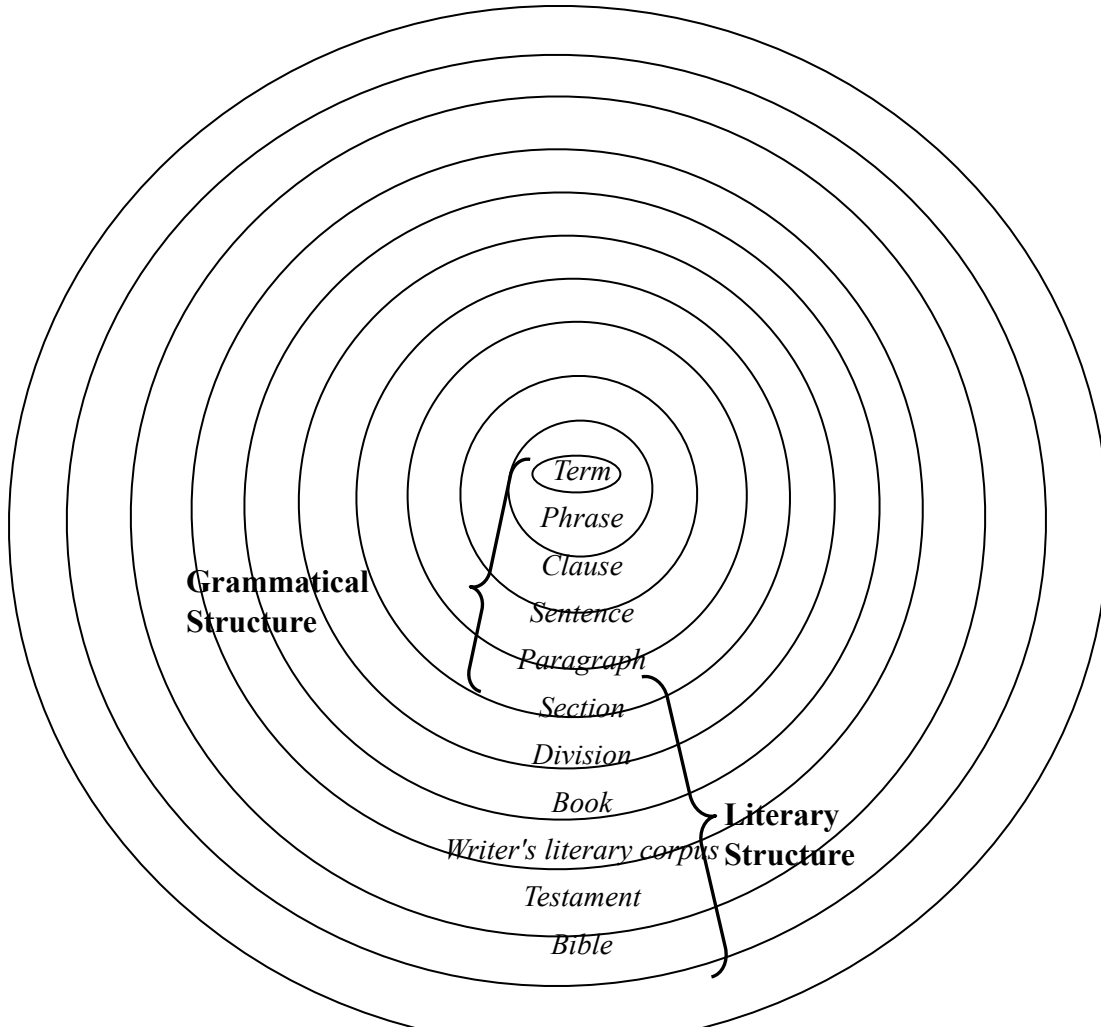 Term
Phrase
Clause
Grammatical
Structure
Sentence
Paragraph
Section
Division
Book
Literary
Structure
Writer's literary corpus
Testament
Bible